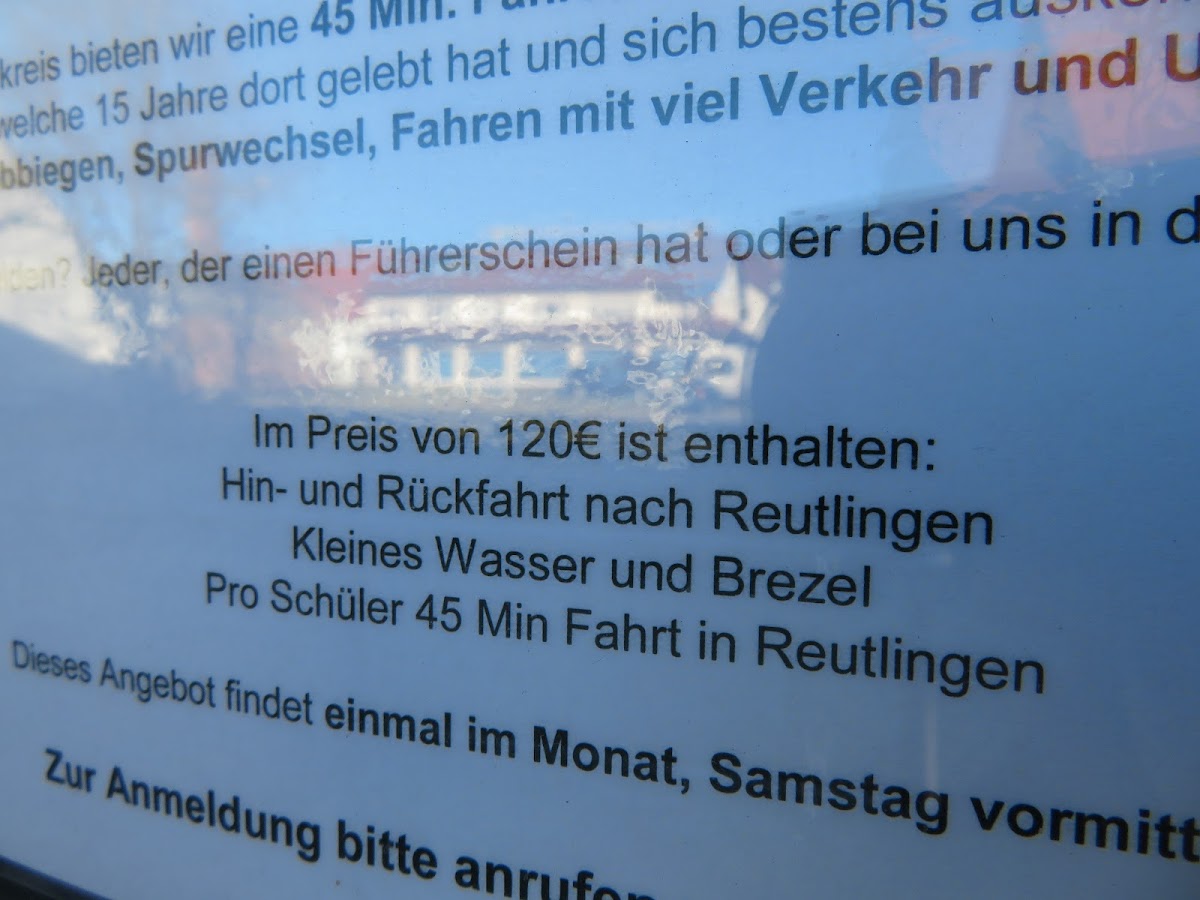 kreis bieten wir eine 45 Min.
welche 15 Jahre dort gelebt hat und sich bestens
bbiegen, Spurwechsel, Fahren mit viel Verkehr und U
Jeder, der einen Führerschein hat oder bei uns in d
Im Preis von 120€ ist enthalten:
Hin- und Rückfahrt nach Reutlingen
Kleines Wasser und Brezel
Pro Schüler 45 Min Fahrt in Reutlingen
Dieses Angebot findet einmal im Monat, Samstag vormitt
Zur Anmeldung bitte anrufen